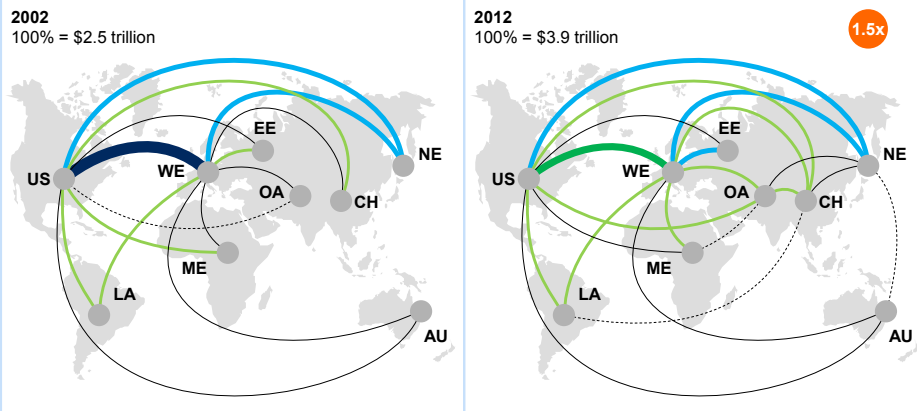 2002
100% = $2.5 trillion
US
WE
EE
NE
OA
CH
ME
LA
AU
2012
100% = $3.9 trillion
1.5x
US
WE
EE
NE
OA
CH
ME
LA
AU